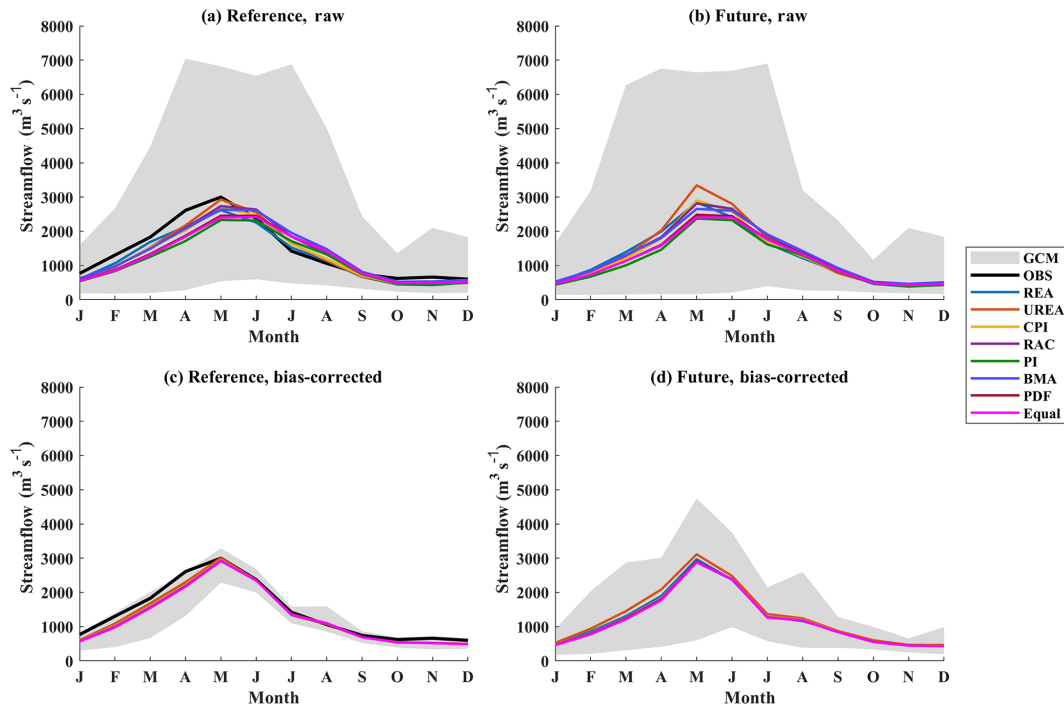 (a) Reference, raw
8000
7000
6000
5000
4000
3000
2000
1000
0
Streamflow (m³ s⁻¹)
J F M A M J J A S O N D
Month
(b) Future, raw
8000
7000
6000
5000
4000
3000
2000
1000
0
Streamflow (m³ s⁻¹)
J F M A M J J A S O N D
Month
(c) Reference, bias-corrected
8000
7000
6000
5000
4000
3000
2000
1000
0
Streamflow (m³ s⁻¹)
J F M A M J J A S O N D
Month
(d) Future, bias-corrected
8000
7000
6000
5000
4000
3000
2000
1000
0
Streamflow (m³ s⁻¹)
J F M A M J J A S O N D
Month
GCM
OBS
REA
UREA
CPI
RAC
PI
BMA
PDF
Equal